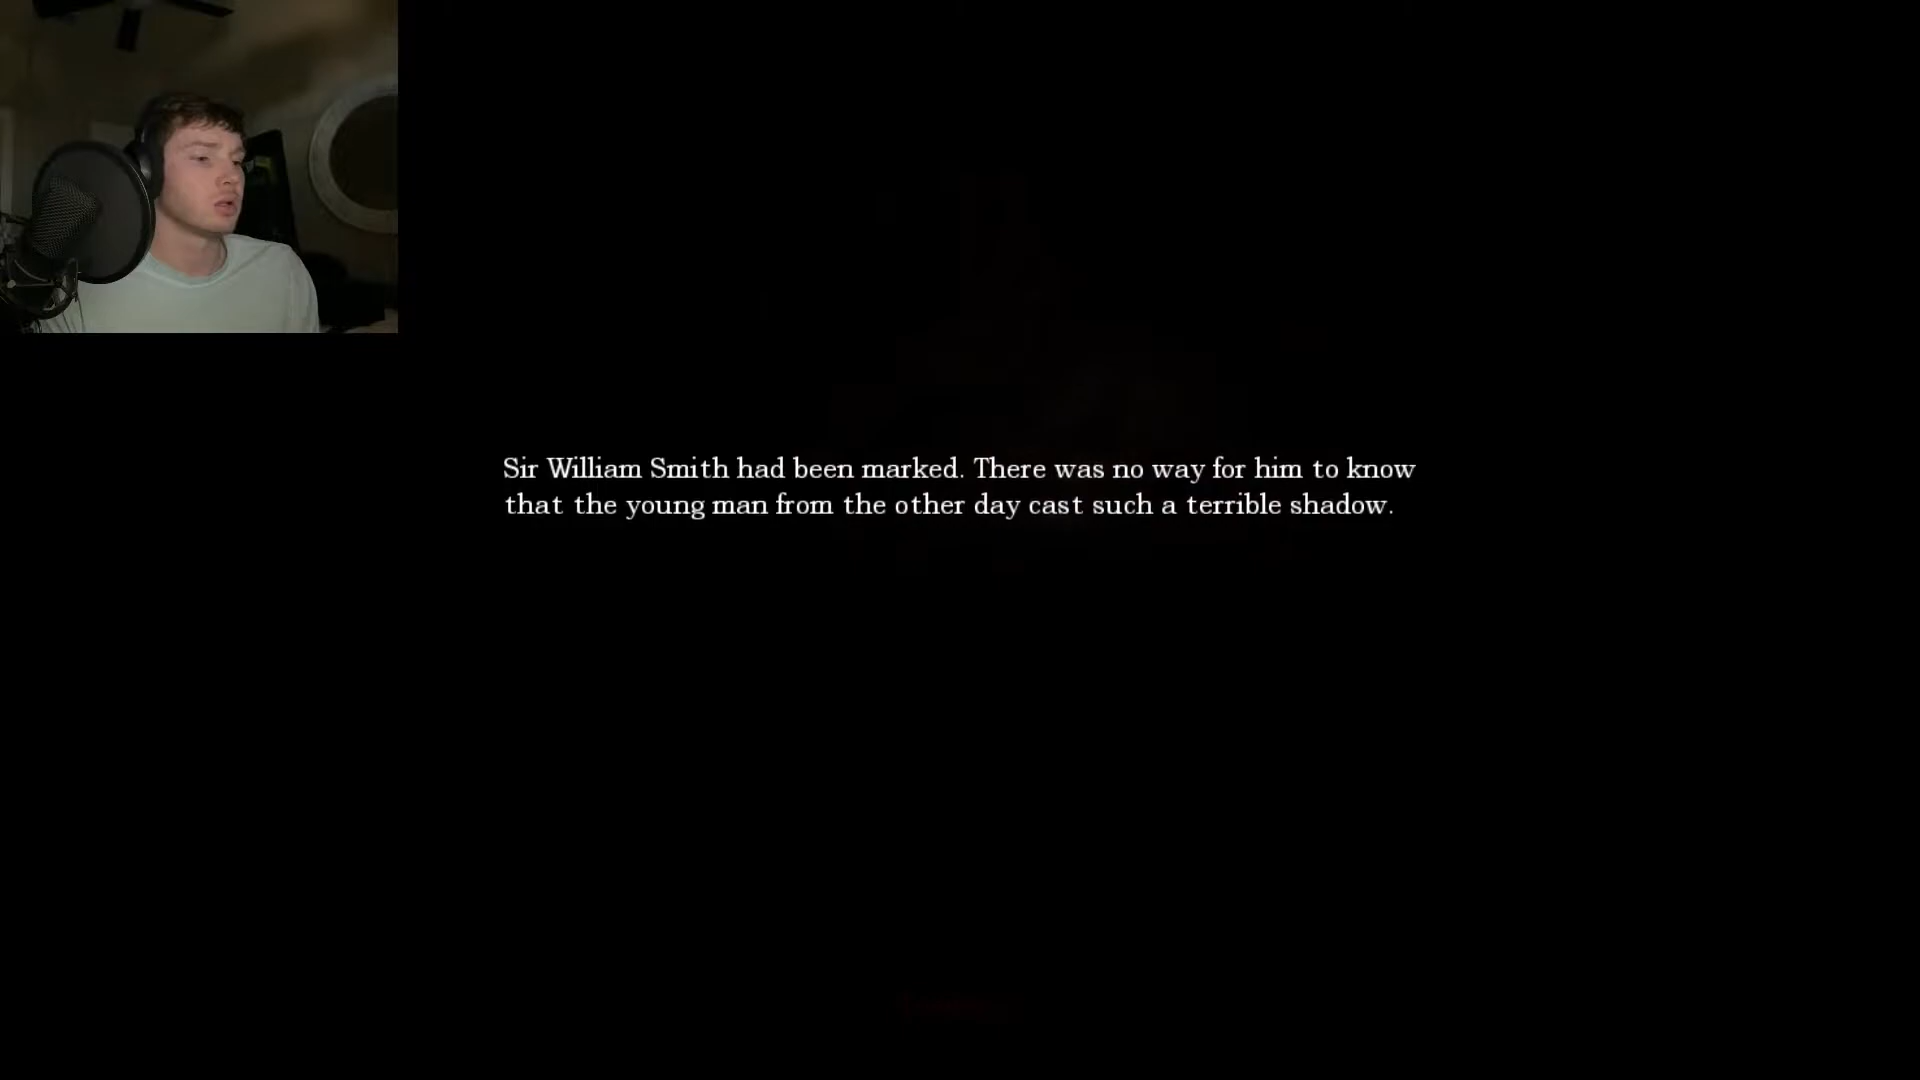 Sir William Smith had been marked. There was no way for him to know
that the young man from the other day cast such a terrible shadow.